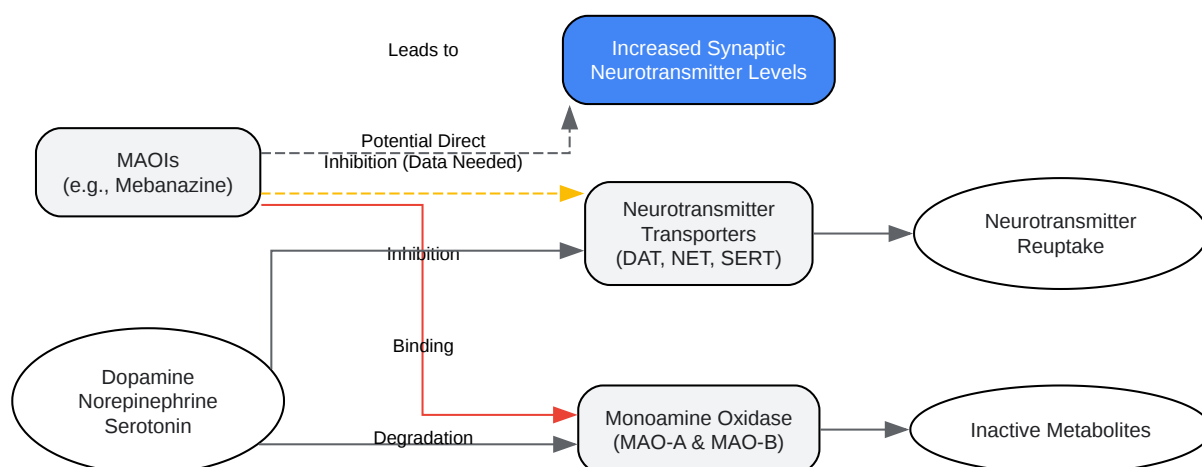 Leads to
Increased Synaptic
Neurotransmitter Levels
MAOIs
(e.g., Mebanazine)
Potential Direct
Inhibition (Data Needed)
Neurotransmitter
Transporters
(DAT, NET, SERT)
Neurotransmitter
Reuptake
Inhibition
Binding
Dopamine
Norepinephrine
Serotonin
Degradation
Monoamine Oxidase
(MAO-A & MAO-B)
Inactive Metabolites